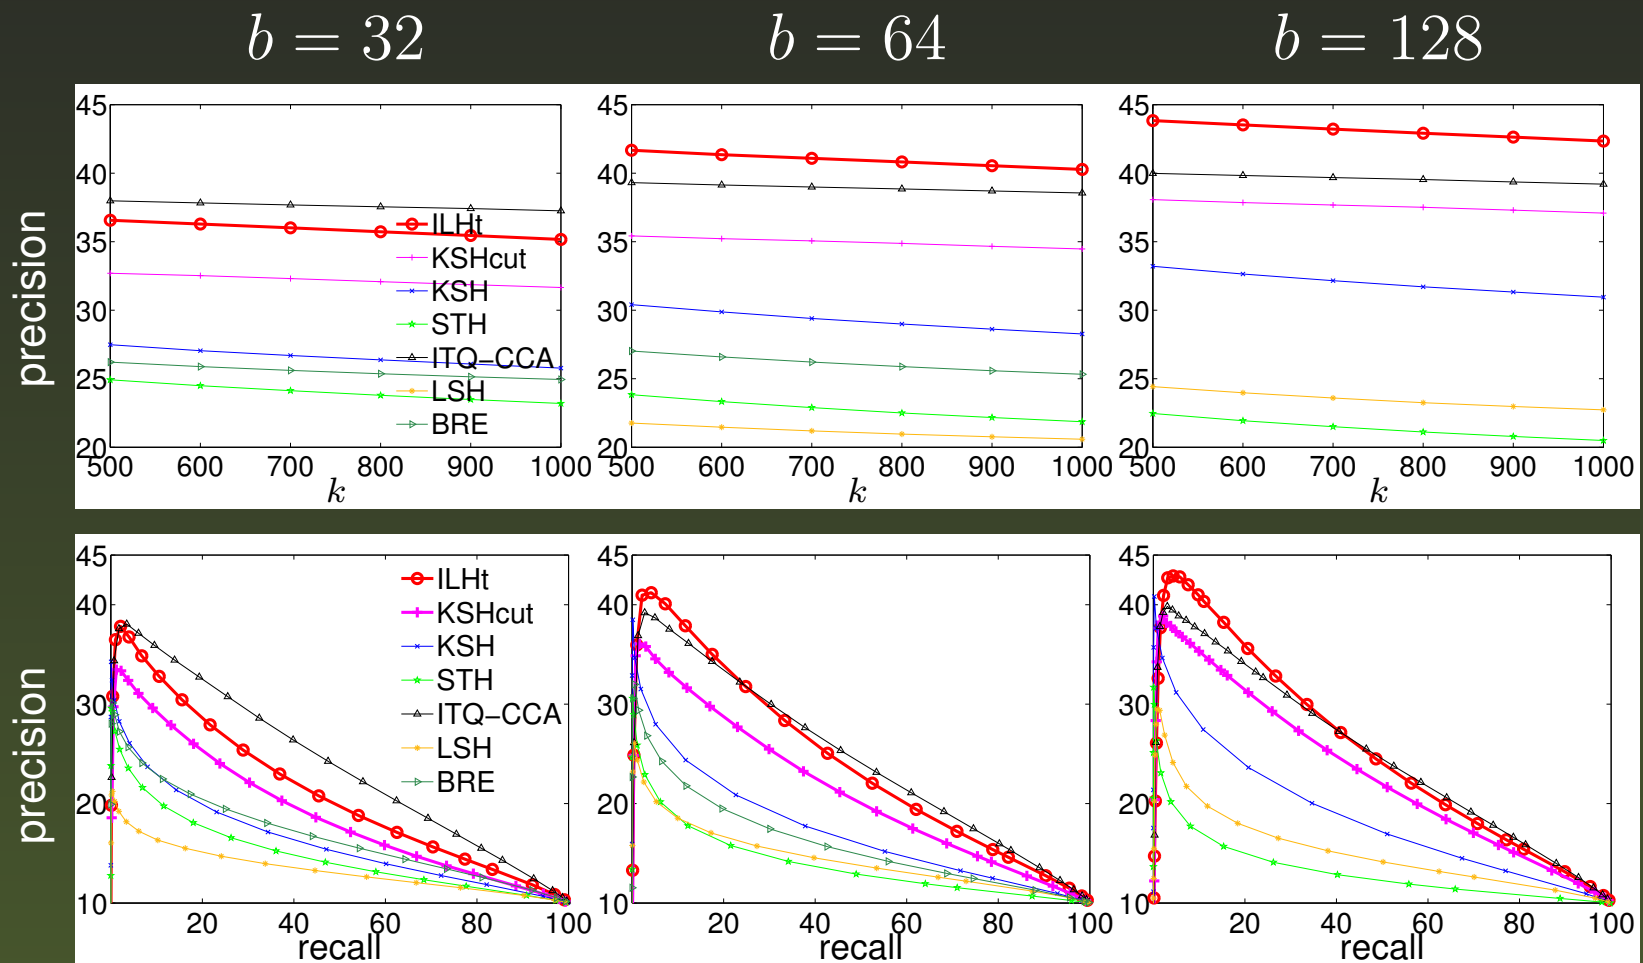 b = 32 b = 64 b = 128
precision
45 40 35 30 25 20
500 600 700 800 900 1000
k
ILHt
KSHcut
KSH
STH
ITQ−CCA
LSH
BRE
45 40 35 30 25 20
500 600 700 800 900 1000
k
45 40 35 30 25 20
500 600 700 800 900 1000
k
precision
45 40 30 20 10
20 40 60 80 100
recall
ILHt
KSHcut
KSH
STH
ITQ−CCA
LSH
BRE
45 40 30 20 10
20 40 60 80 100
recall
45 40 30 20 10
20 40 60 80 100
recall